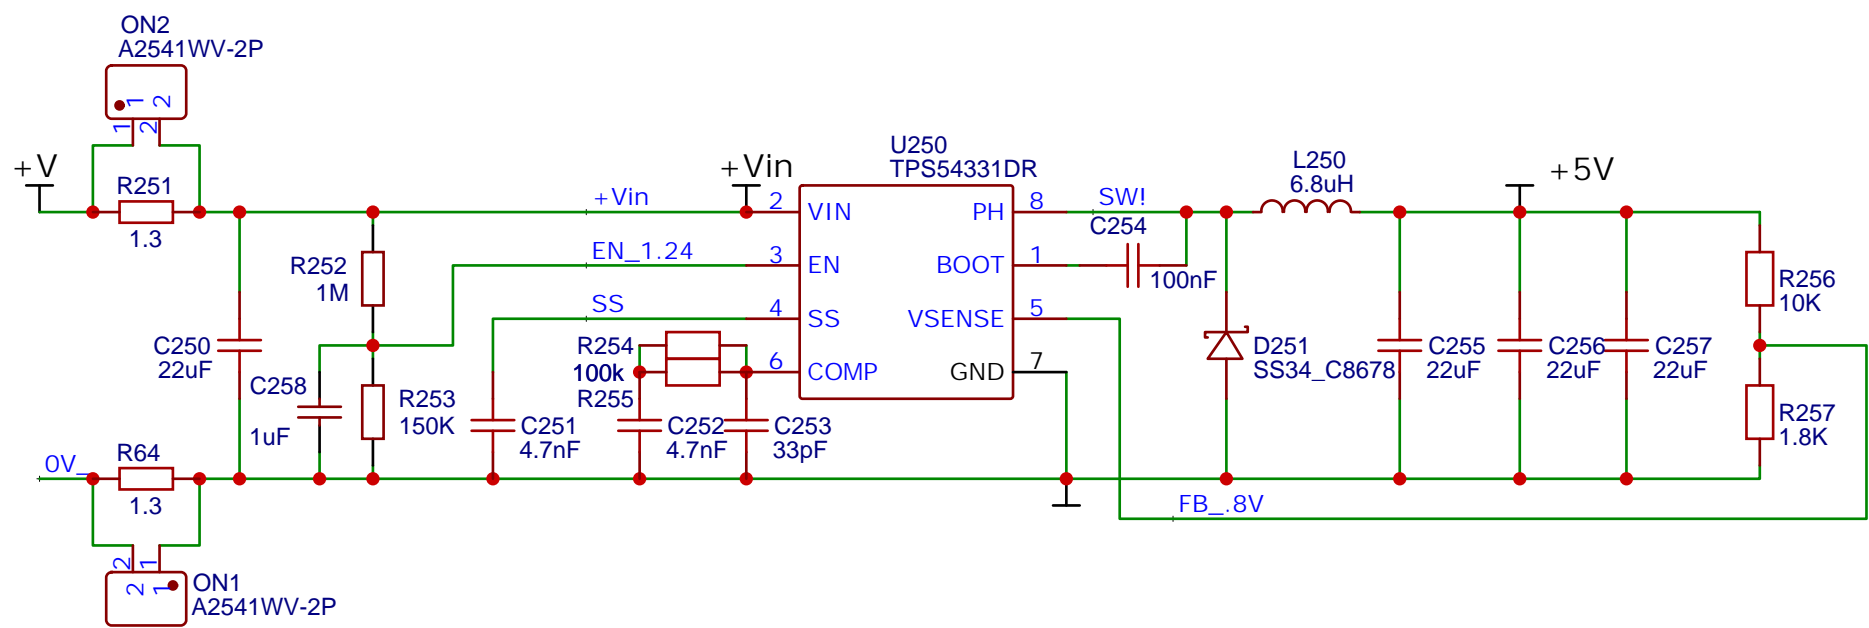 ON2
A2541WV-2P
1 2
1 2
+V
R251
1.3
+Vin
+Vin
U250
TPS54331DR
2 VIN
3 EN
4 SS
6 COMP
PH 8
BOOT 1
VSENSE 5
GND 7
SW!
L250
6.8uH
+5V
C254
100nF
EN_1.24
R252
1M
SS
C250
22uF
C258
1uF
R253
150K
R254
100k
R255
C251
4.7nF
C252
4.7nF
C253
33pF
D251
SS34_C8678
C255
22uF
C256
22uF
C257
22uF
R256
10K
R257
1.8K
0V_
R64
1.3
FB_.8V
2 1
2 1
ON1
A2541WV-2P